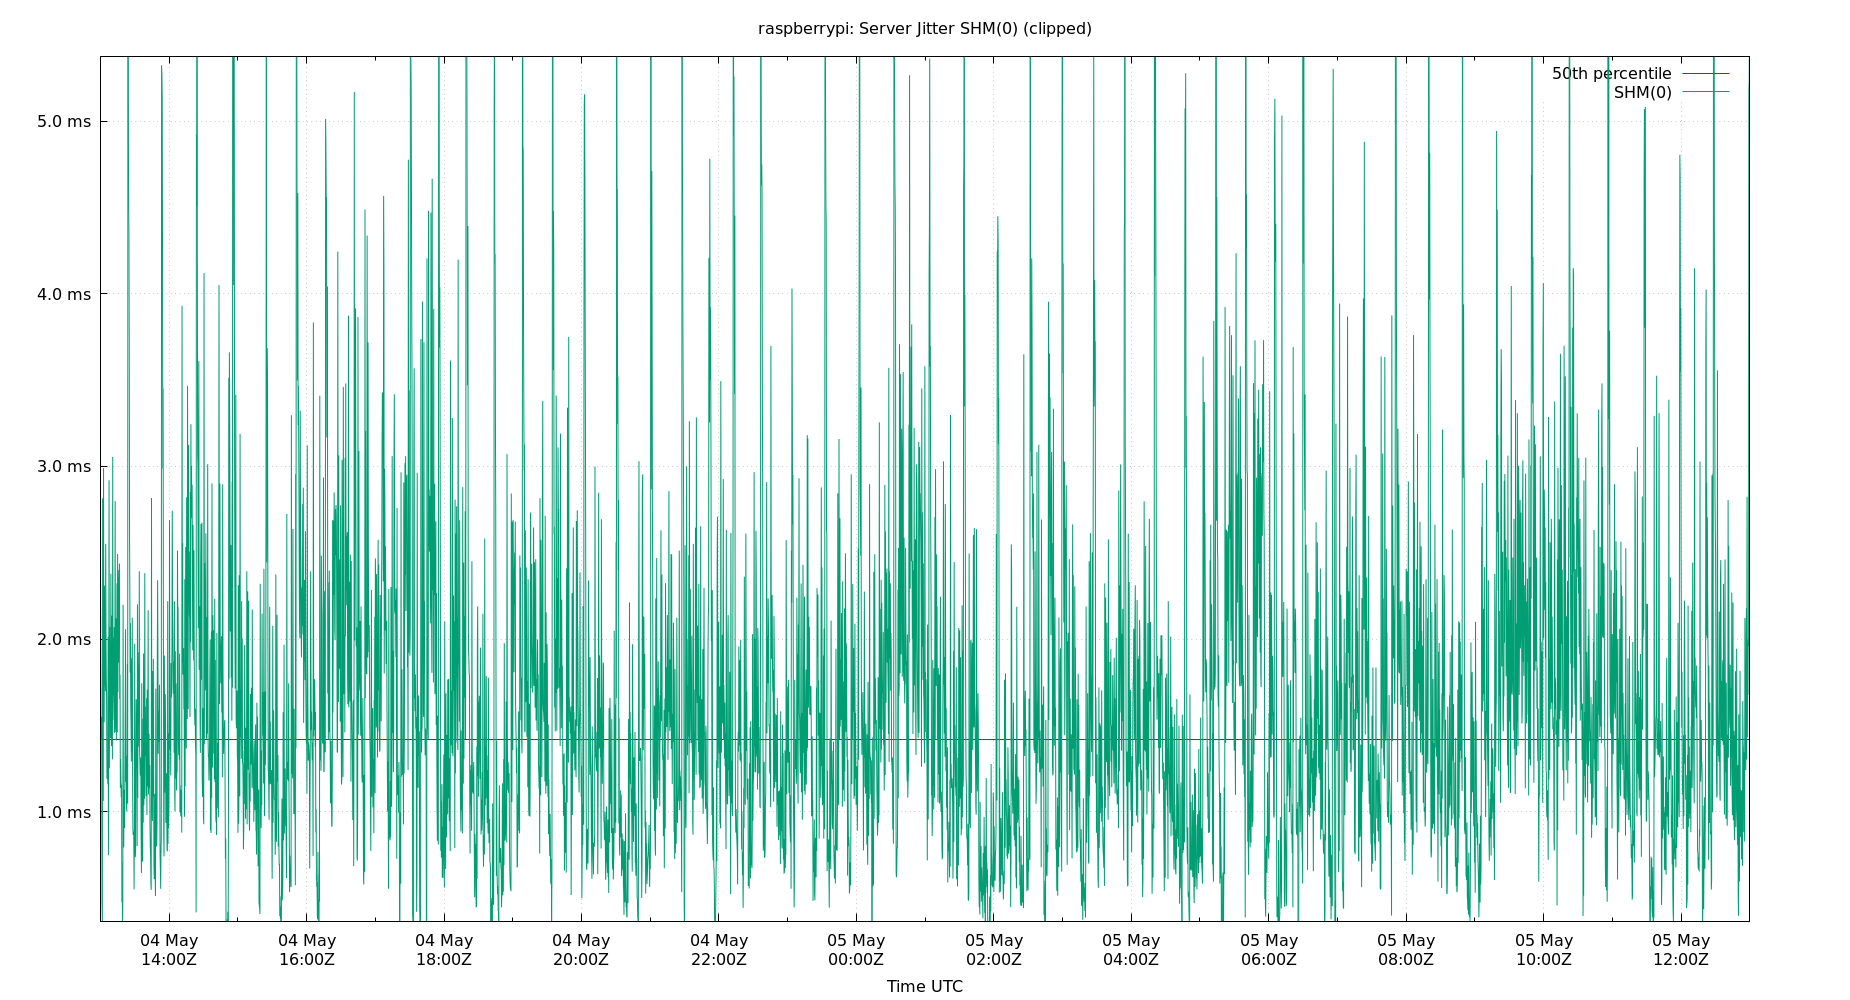 raspberrypi: Server Jitter SHM(0) (clipped)
50th percentile
SHM(0)
5.0 ms
4.0 ms
3.0 ms
2.0 ms
1.0 ms
04 May 04 May 04 May 04 May 04 May 05 May 05 May 05 May 05 May 05 May 05 May 05 May
14:00Z 16:00Z 18:00Z 20:00Z 22:00Z 00:00Z 02:00Z 04:00Z 06:00Z 08:00Z 10:00Z 12:00Z
Time UTC